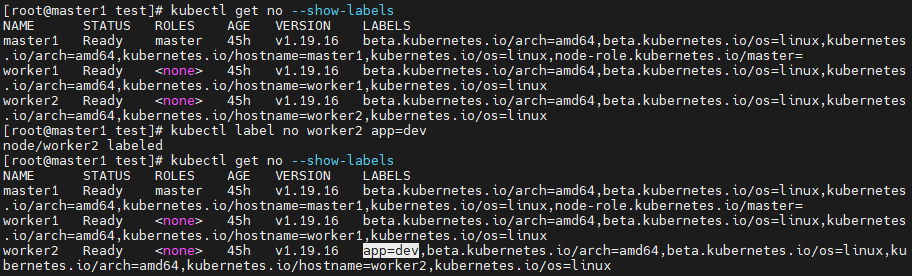 [root@master1 test]# kubectl get no --show-labels
NAME      STATUS   ROLES    AGE   VERSION    LABELS
master1   Ready    master   45h   v1.19.16   beta.kubernetes.io/arch=amd64,beta.kubernetes.io/os=linux,kubernetes
.io/arch=amd64,kubernetes.io/hostname=master1,kubernetes.io/os=linux,node-role.kubernetes.io/master=
worker1   Ready    <none>   45h   v1.19.16   beta.kubernetes.io/arch=amd64,beta.kubernetes.io/os=linux,kubernetes
.io/arch=amd64,kubernetes.io/hostname=worker1,kubernetes.io/os=linux
worker2   Ready    <none>   45h   v1.19.16   beta.kubernetes.io/arch=amd64,beta.kubernetes.io/os=linux,kubernetes
.io/arch=amd64,kubernetes.io/hostname=worker2,kubernetes.io/os=linux
[root@master1 test]# kubectl label no worker2 app=dev
node/worker2 labeled
[root@master1 test]# kubectl get no --show-labels
NAME      STATUS   ROLES    AGE   VERSION    LABELS
master1   Ready    master   45h   v1.19.16   beta.kubernetes.io/arch=amd64,beta.kubernetes.io/os=linux,kubernetes
.io/arch=amd64,kubernetes.io/hostname=master1,kubernetes.io/os=linux,node-role.kubernetes.io/master=
worker1   Ready    <none>   45h   v1.19.16   beta.kubernetes.io/arch=amd64,beta.kubernetes.io/os=linux,kubernetes
.io/arch=amd64,kubernetes.io/hostname=worker1,kubernetes.io/os=linux
worker2   Ready    <none>   45h   v1.19.16   app=dev,beta.kubernetes.io/arch=amd64,beta.kubernetes.io/os=linux,ku
bernetes.io/arch=amd64,kubernetes.io/hostname=worker2,kubernetes.io/os=linux